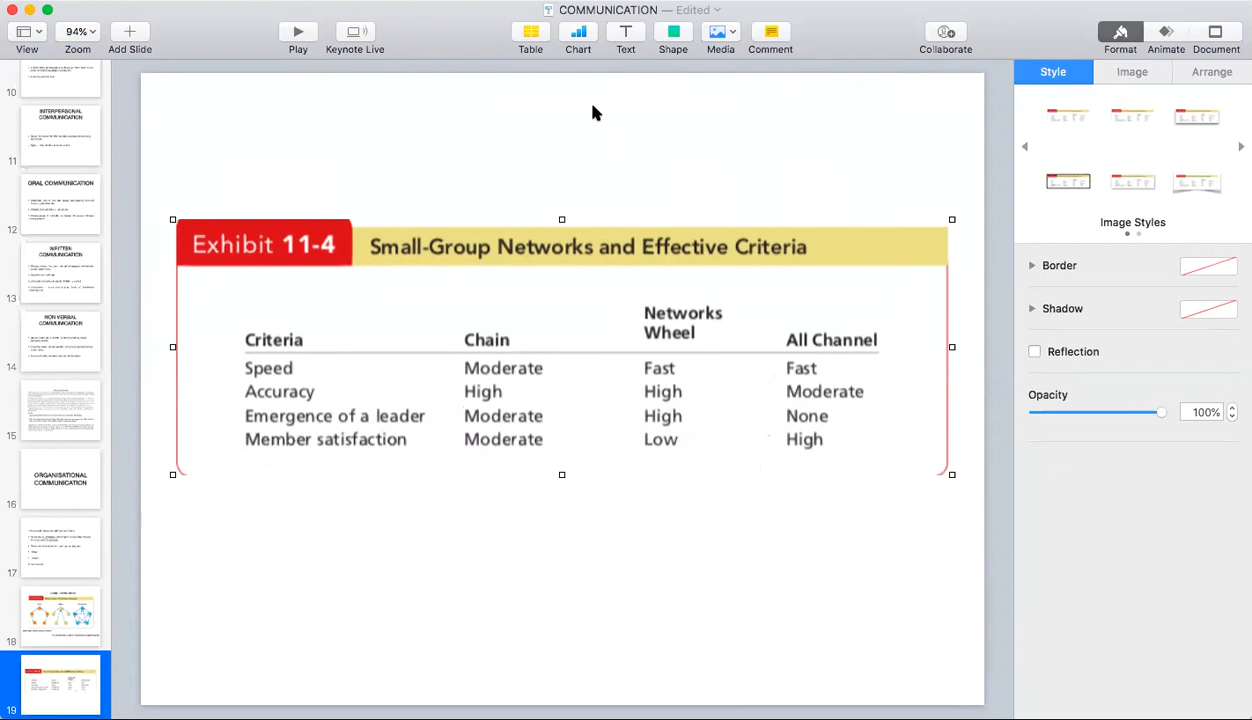 COMMUNICATION — Edited
View
94%
Zoom
Add Slide
Play
Keynote Live
Table
Chart
Text
Shape
Media
Comment
Collaborate
Format
Animate
Document
10
INTERPERSONAL
COMMUNICATION
11
ORAL COMMUNICATION
12
WRITTEN
COMMUNICATION
13
NON VERBAL
COMMUNICATION
14
15
ORGANISATIONAL
COMMUNICATION
16
17
18
19
Exhibit 11-4 Small-Group Networks and Effective Criteria
Networks
Criteria Chain Wheel All Channel
Speed Moderate Fast Fast
Accuracy High High Moderate
Emergence of a leader Moderate High None
Member satisfaction Moderate Low High
Style Image Arrange
Image Styles
Border
Shadow
Reflection
Opacity
100%